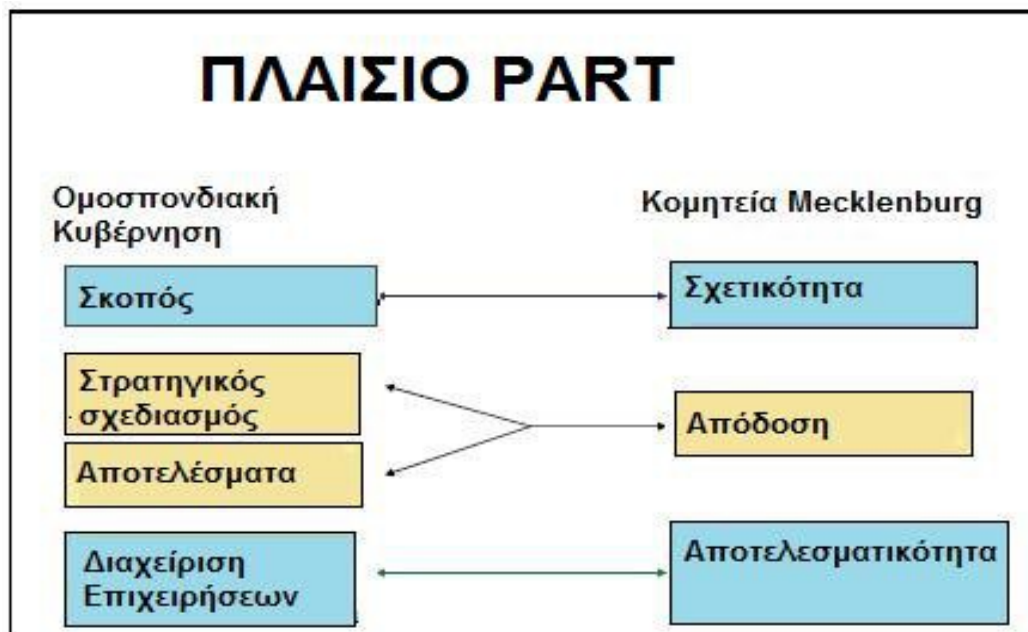 ΠΛΑΙΣΙΟ PART
Ομοσπονδιακή
Κυβέρνηση
Κομητεία Mecklenburg
Σκοπός
Σχετικότητα
Στρατηγικός
σχεδιασμός
Απόδοση
Αποτελέσματα
Διαχείριση
Επιχειρήσεων
Αποτελεσματικότητα